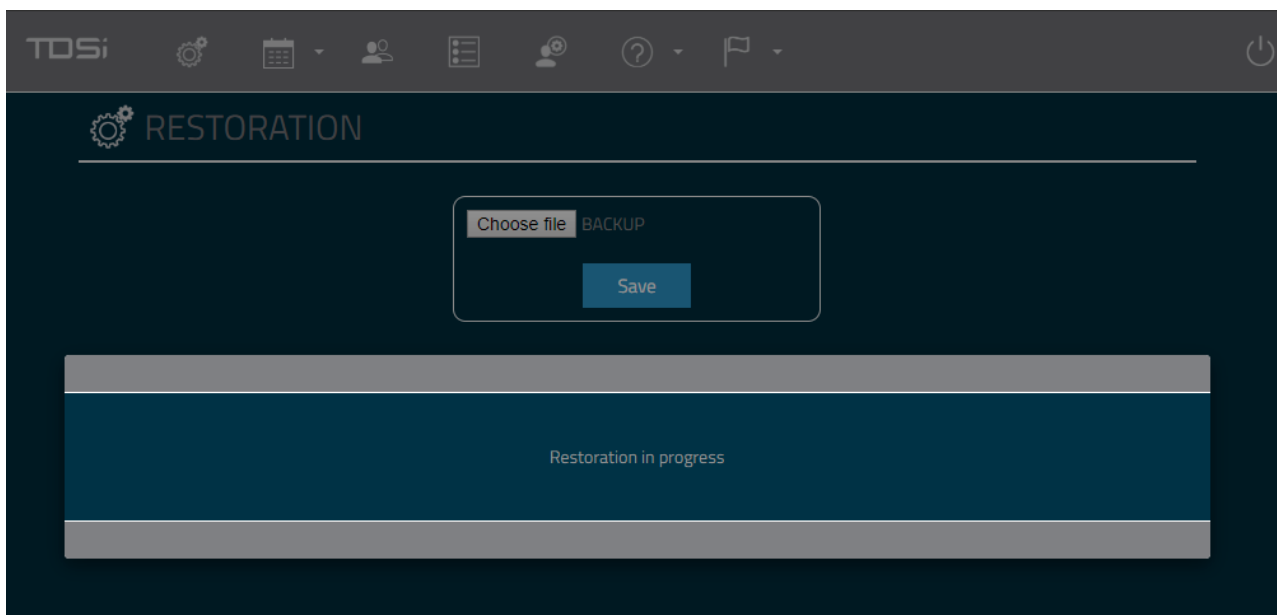 TDSi
RESTORATION
Choose file BACKUP
Save
Restoration in progress